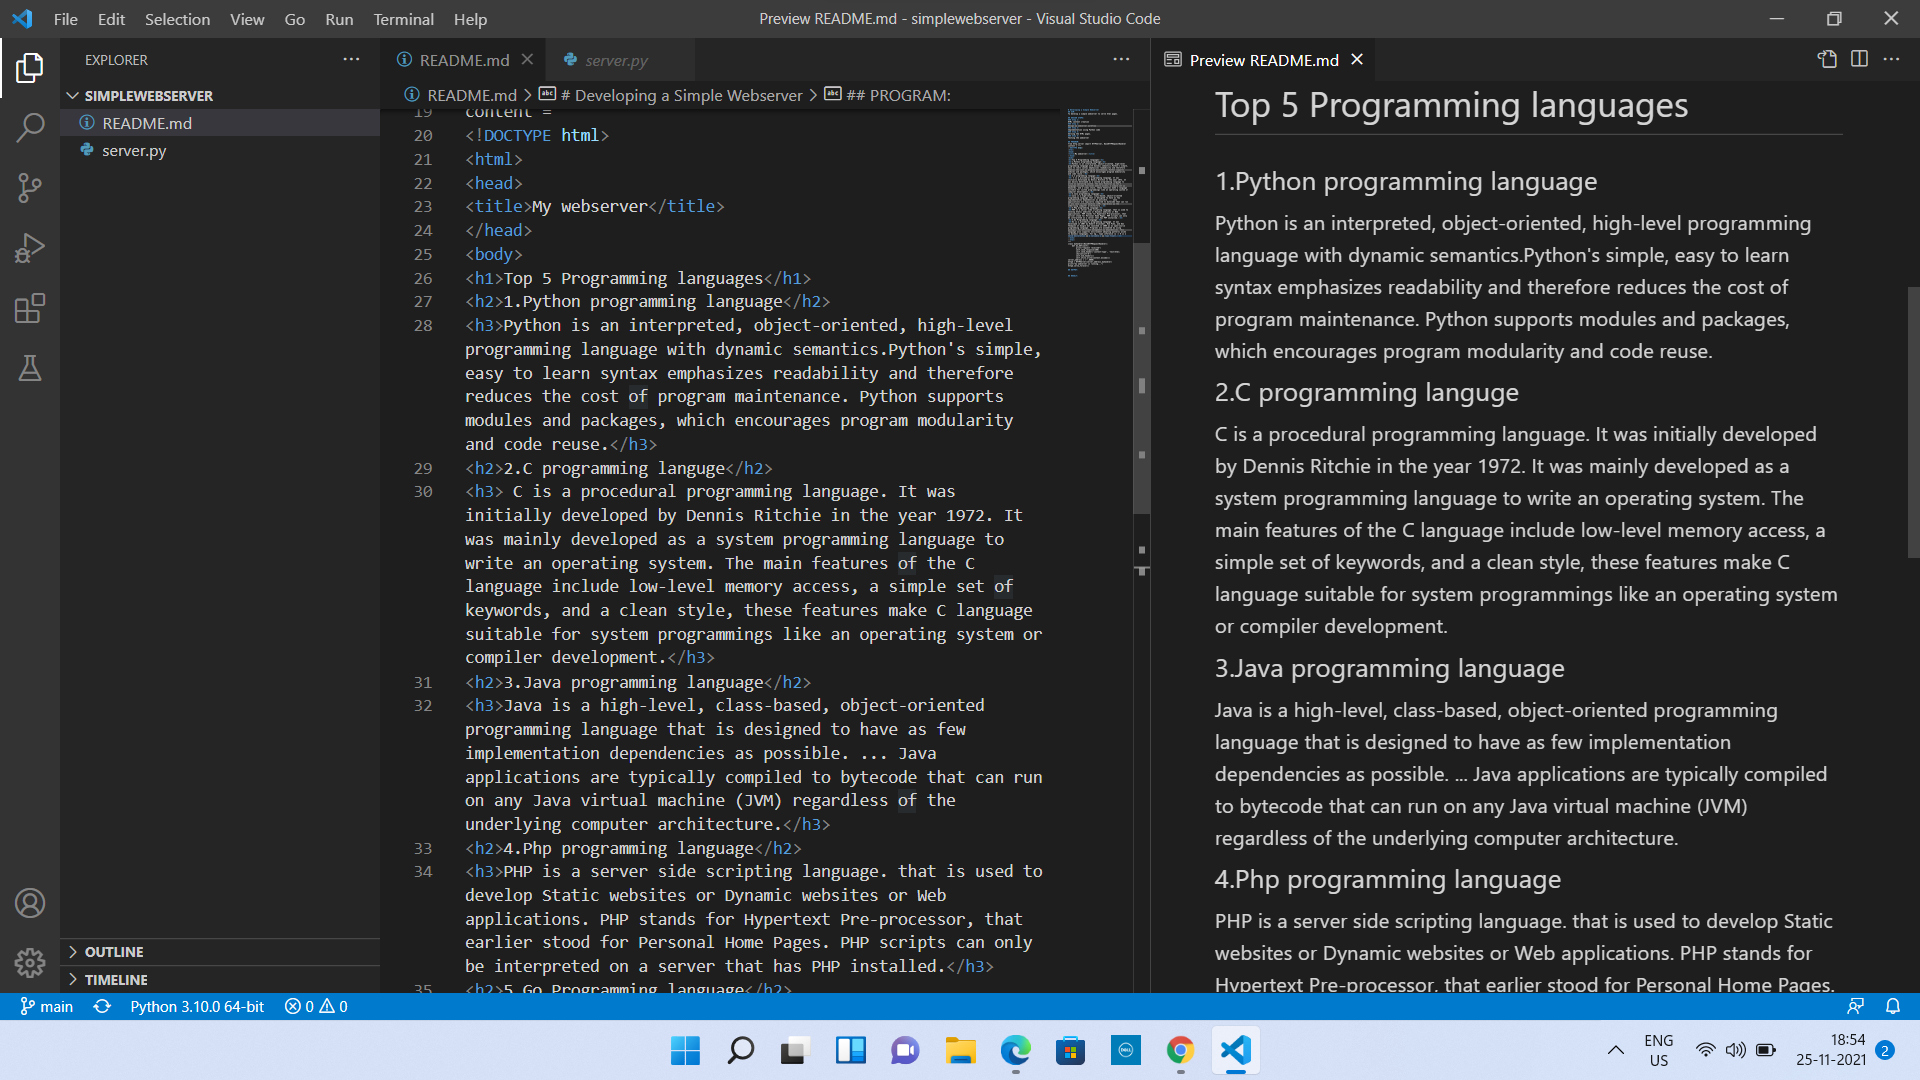 File Edit Selection View Go Run Terminal Help
Preview README.md - simplewebserver - Visual Studio Code
EXPLORER
SIMPLEWEBSERVER
README.md
server.py
OUTLINE
TIMELINE
README.md
server.py
README.md > # Developing a Simple Webserver > ## PROGRAM:
19 content =
20 <!DOCTYPE html>
21 <html>
22 <head>
23 <title>My webserver</title>
24 </head>
25 <body>
26 <h1>Top 5 Programming languages</h1>
27 <h2>1.Python programming language</h2>
28 <h3>Python is an interpreted, object-oriented, high-level
programming language with dynamic semantics.Python's simple,
easy to learn syntax emphasizes readability and therefore
reduces the cost of program maintenance. Python supports
modules and packages, which encourages program modularity
and code reuse.</h3>
29 <h2>2.C programming languge</h2>
30 <h3> C is a procedural programming language. It was
initially developed by Dennis Ritchie in the year 1972. It
was mainly developed as a system programming language to
write an operating system. The main features of the C
language include low-level memory access, a simple set of
keywords, and a clean style, these features make C language
suitable for system programmings like an operating system or
compiler development.</h3>
31 <h2>3.Java programming language</h2>
32 <h3>Java is a high-level, class-based, object-oriented
programming language that is designed to have as few
implementation dependencies as possible. ... Java
applications are typically compiled to bytecode that can run
on any Java virtual machine (JVM) regardless of the
underlying computer architecture.</h3>
33 <h2>4.Php programming language</h2>
34 <h3>PHP is a server side scripting language. that is used to
develop Static websites or Dynamic websites or Web
applications. PHP stands for Hypertext Pre-processor, that
earlier stood for Personal Home Pages. PHP scripts can only
be interpreted on a server that has PHP installed.</h3>
35 <h2>5.Go Programming language</h2>
Preview README.md
Top 5 Programming languages
1.Python programming language
Python is an interpreted, object-oriented, high-level programming
language with dynamic semantics.Python's simple, easy to learn
syntax emphasizes readability and therefore reduces the cost of
program maintenance. Python supports modules and packages,
which encourages program modularity and code reuse.
2.C programming languge
C is a procedural programming language. It was initially developed
by Dennis Ritchie in the year 1972. It was mainly developed as a
system programming language to write an operating system. The
main features of the C language include low-level memory access, a
simple set of keywords, and a clean style, these features make C
language suitable for system programmings like an operating system
or compiler development.
3.Java programming language
Java is a high-level, class-based, object-oriented programming
language that is designed to have as few implementation
dependencies as possible. ... Java applications are typically compiled
to bytecode that can run on any Java virtual machine (JVM)
regardless of the underlying computer architecture.
4.Php programming language
PHP is a server side scripting language. that is used to develop Static
websites or Dynamic websites or Web applications. PHP stands for
Hypertext Pre-processor, that earlier stood for Personal Home Pages.
main Python 3.10.0 64-bit 0 0
DELL
ENG
US
18:54
25-11-2021
2